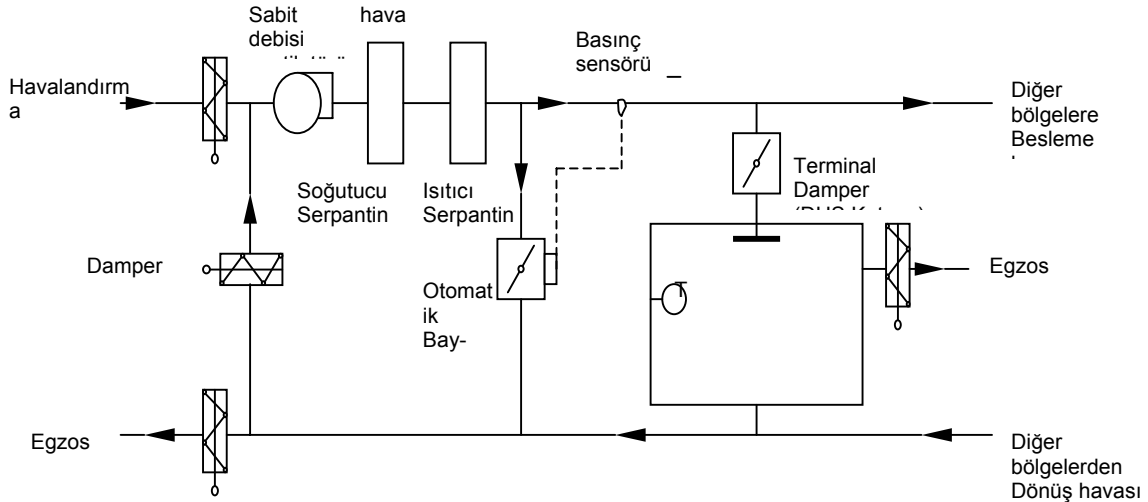 Sabit hava
debisi
Basınç
sensörü
Havalandırm
a
Diğer
bölgelere
Besleme
Terminal
Damper
Soğutucu
Serpantin
Isıtıcı
Serpantin
Damper
Otomat
ik
Bay-
T
Egzos
Egzos
Diğer
bölgelerden
Dönüş havası